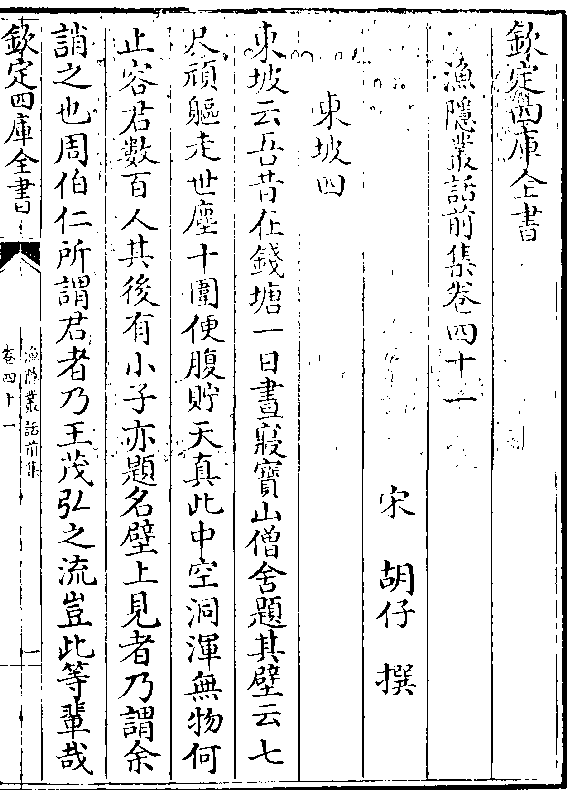 欽定四庫全書
漁隱叢話前集卷四十一
宋 胡仔 撰
東坡四
東坡云吾昔在錢塘一日晝寢寶山僧舍題其壁云七
尺頑軀走世塵十圍便腹貯天真此中空洞渾無物何
止容君數百人其後有小子亦題名壁上見者乃謂余
誚之也周伯仁所謂君者乃王茂弘之流豈此等輩哉
欽定四庫全書
漁隱叢話前集
卷四十一
一